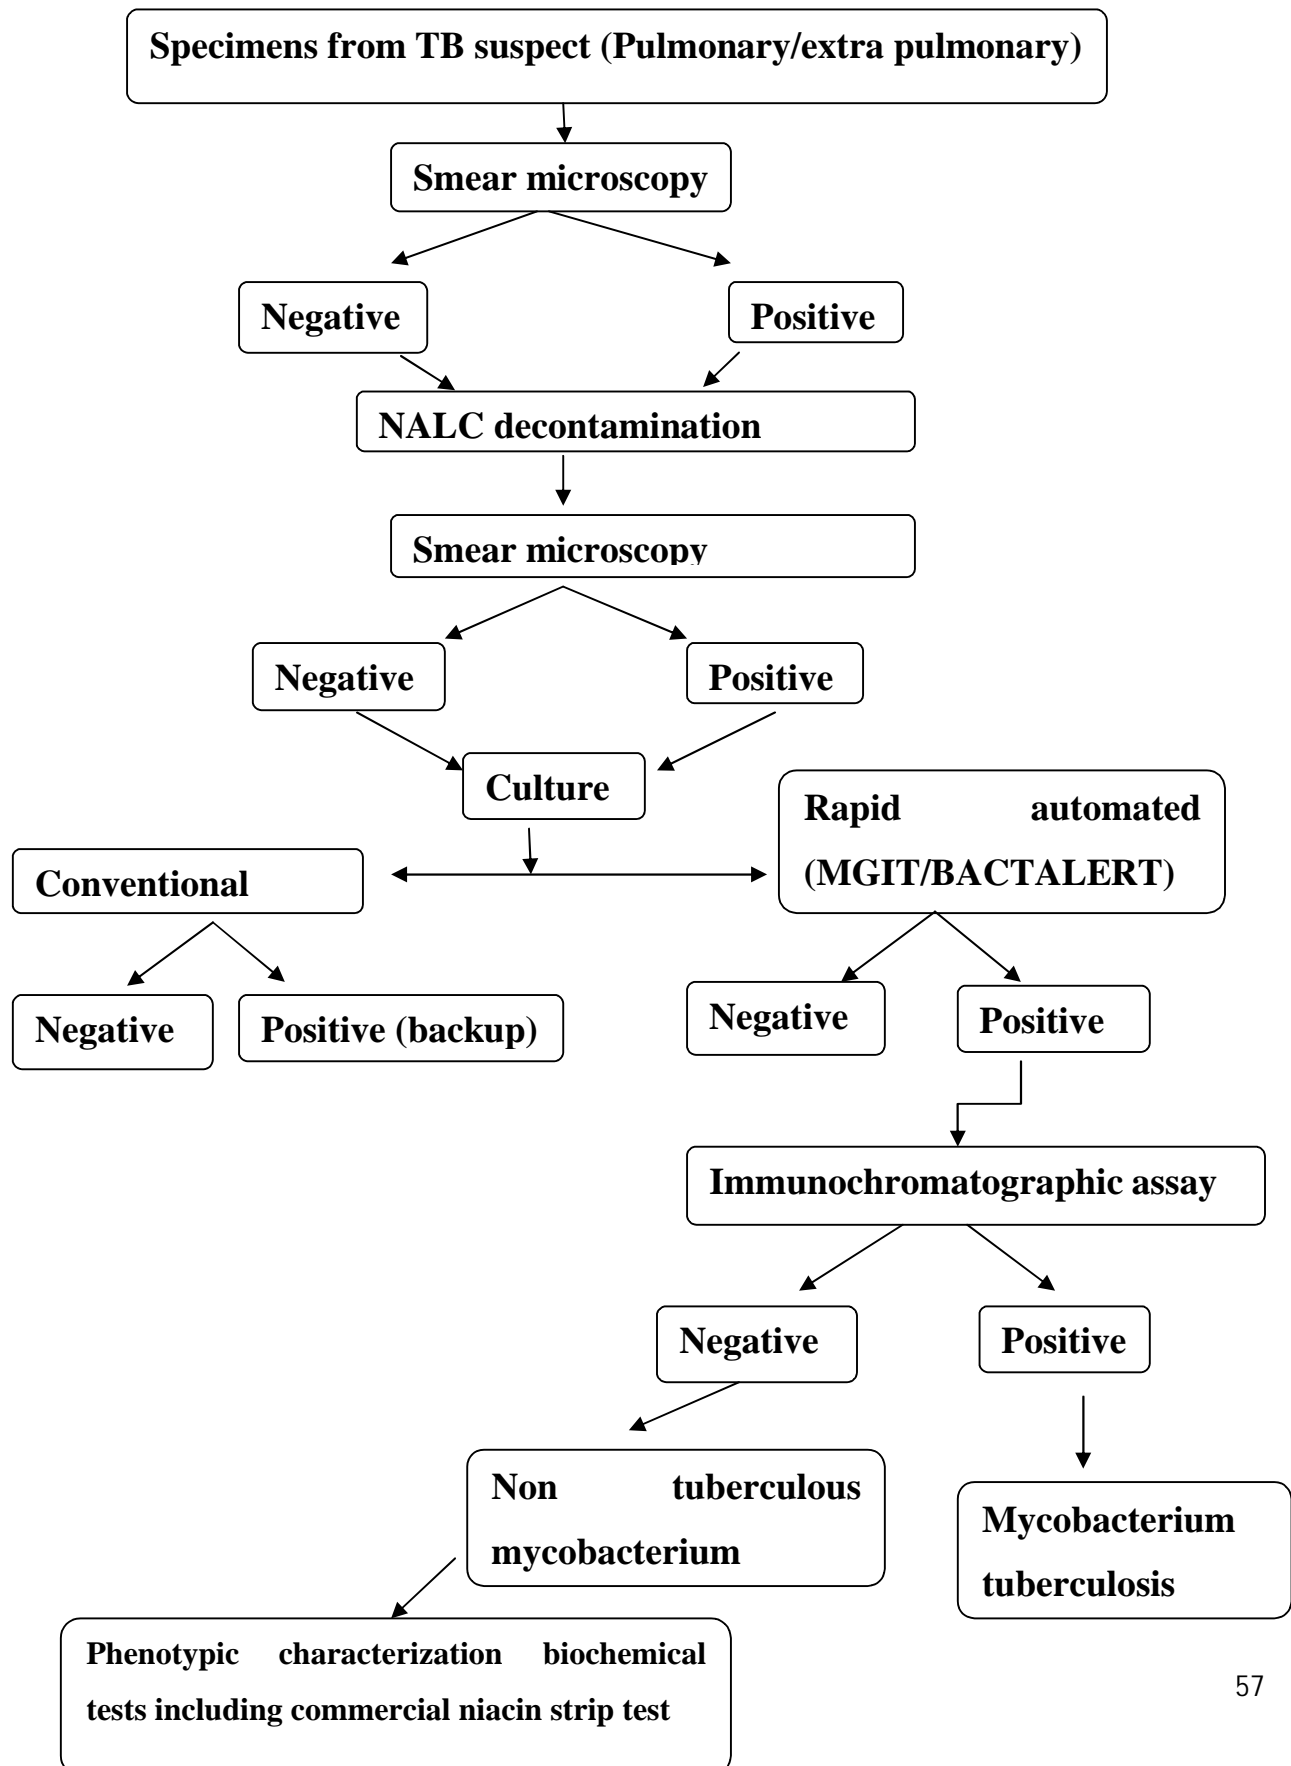 Specimens from TB suspect (Pulmonary/extra pulmonary)
Smear microscopy
Negative
Positive
NALC decontamination
Smear microscopy
Negative
Positive
Culture
Rapid automated
(MGIT/BACTALERT)
Conventional
Negative
Positive (backup)
Negative
Positive
Immunochromatographic assay
Negative
Positive
Non tuberculous
mycobacterium
Mycobacterium
tuberculosis
Phenotypic characterization biochemical
tests including commercial niacin strip test
57